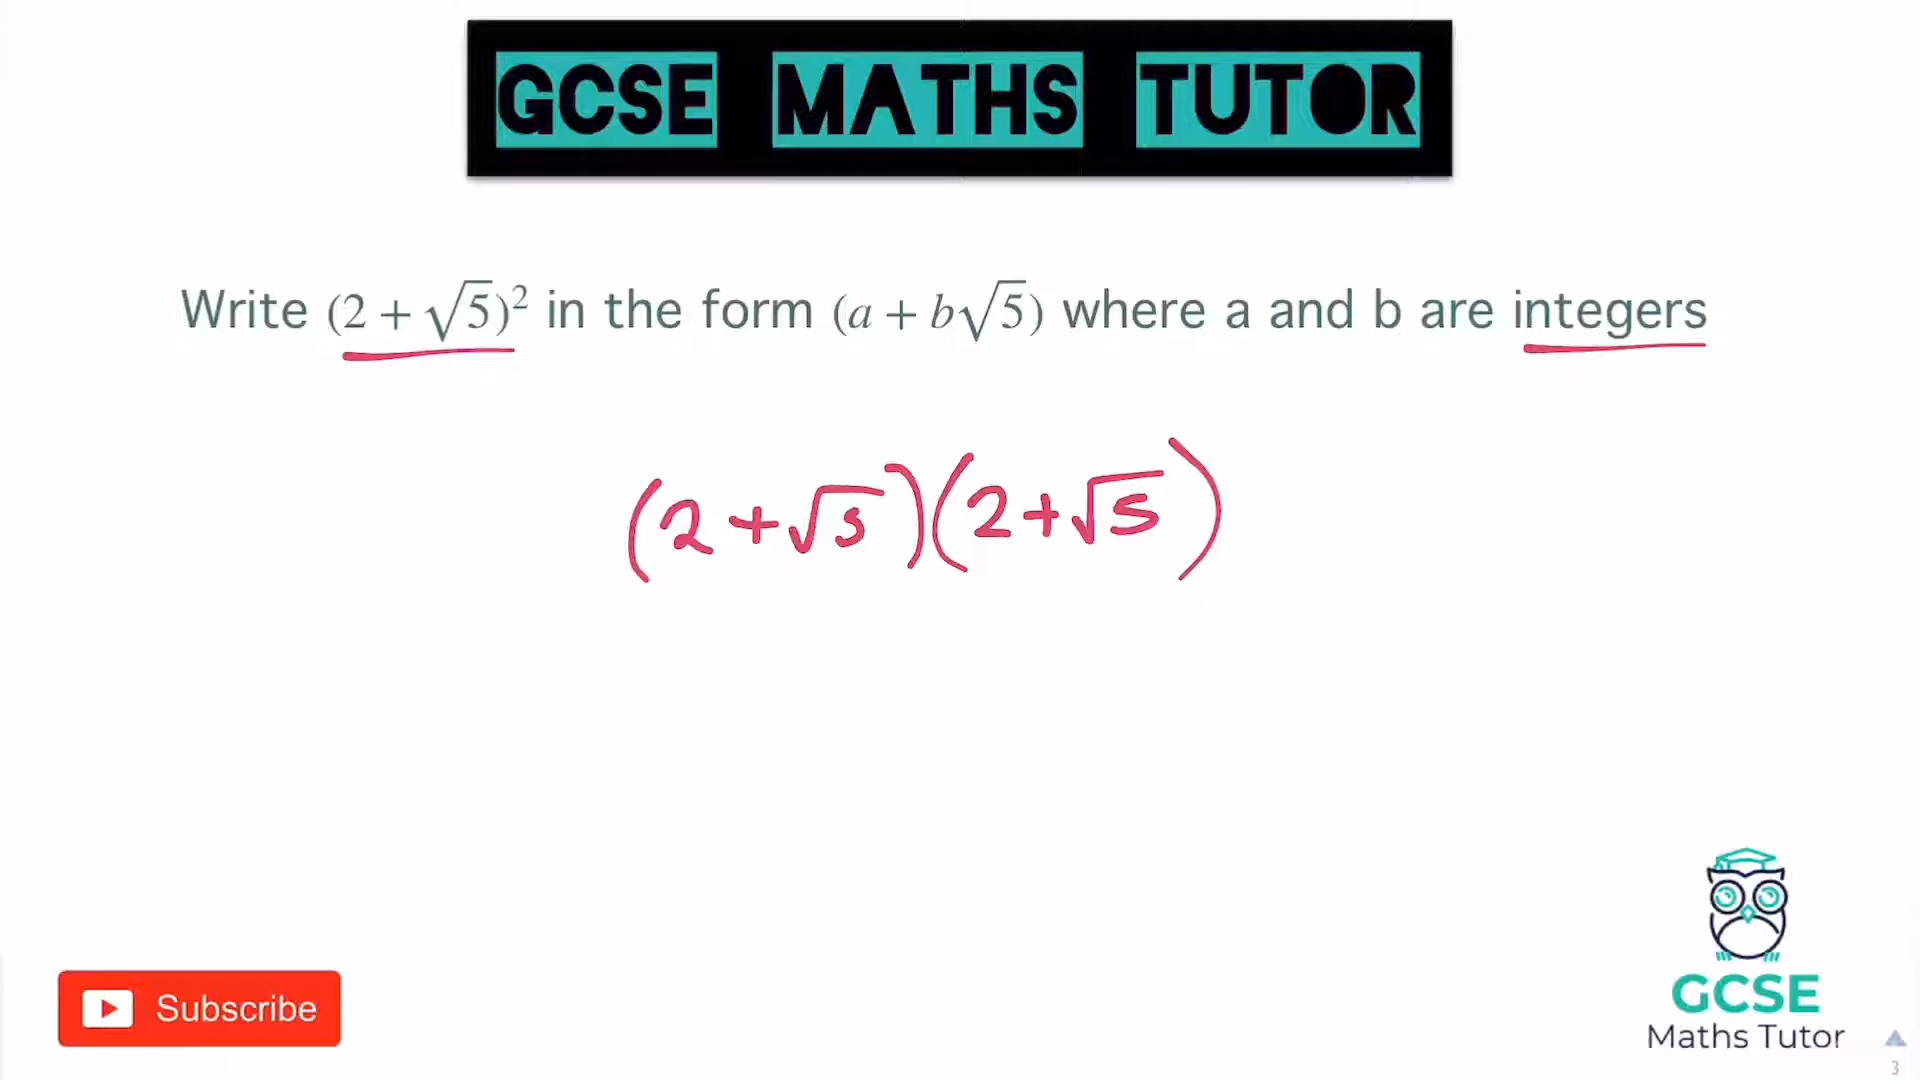 GCSE MATHS TUTOR
Write (2 + √5)² in the form (a + b√5) where a and b are integers
(2 + √5)(2 + √5)
Subscribe
GCSE
Maths Tutor
3